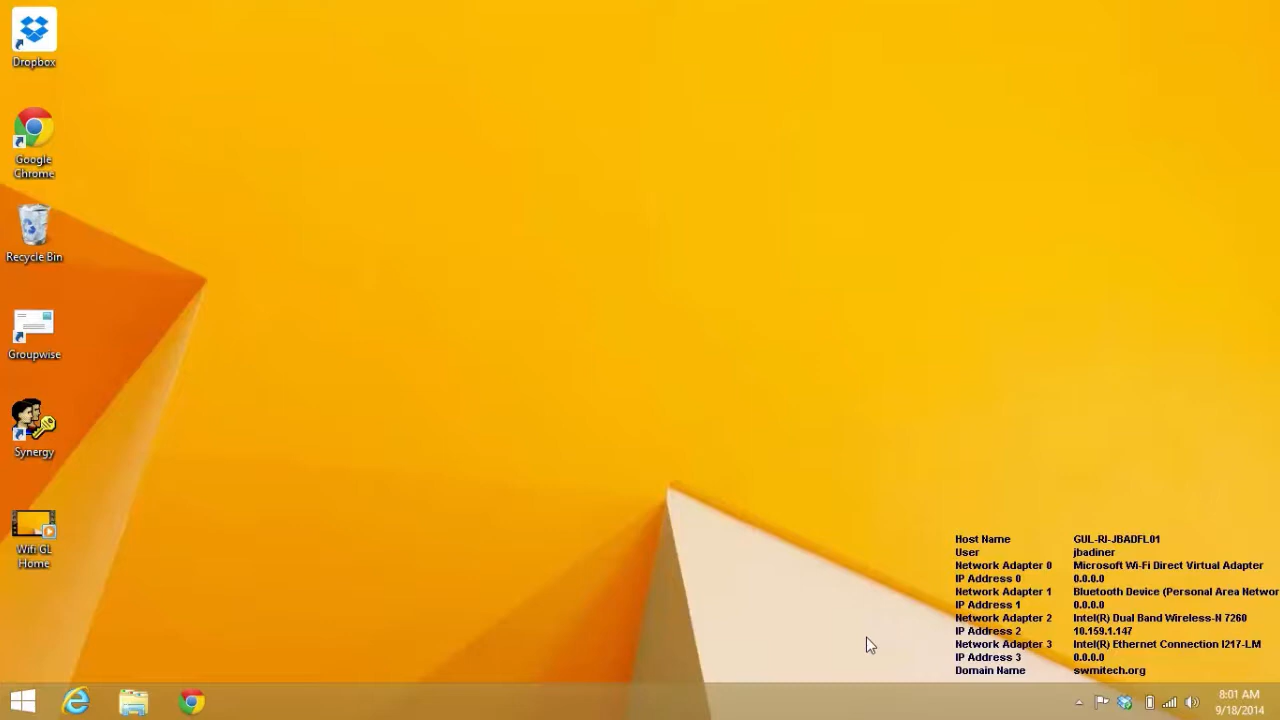 Dropbox
Google
Chrome
Recycle Bin
Groupwise
Synergy
Wifi GL
Home
Host Name GUL-RI-JBADFL01
User jbadiner
Network Adapter 0 Microsoft Wi-Fi Direct Virtual Adapter
IP Address 0 0.0.0.0
Network Adapter 1 Bluetooth Device (Personal Area Networ
IP Address 1 0.0.0.0
Network Adapter 2 Intel(R) Dual Band Wireless-N 7260
IP Address 2 10.159.1.147
Network Adapter 3 Intel(R) Ethernet Connection I217-LM
IP Address 3 0.0.0.0
Domain Name swmitech.org
8:01 AM
9/18/2014